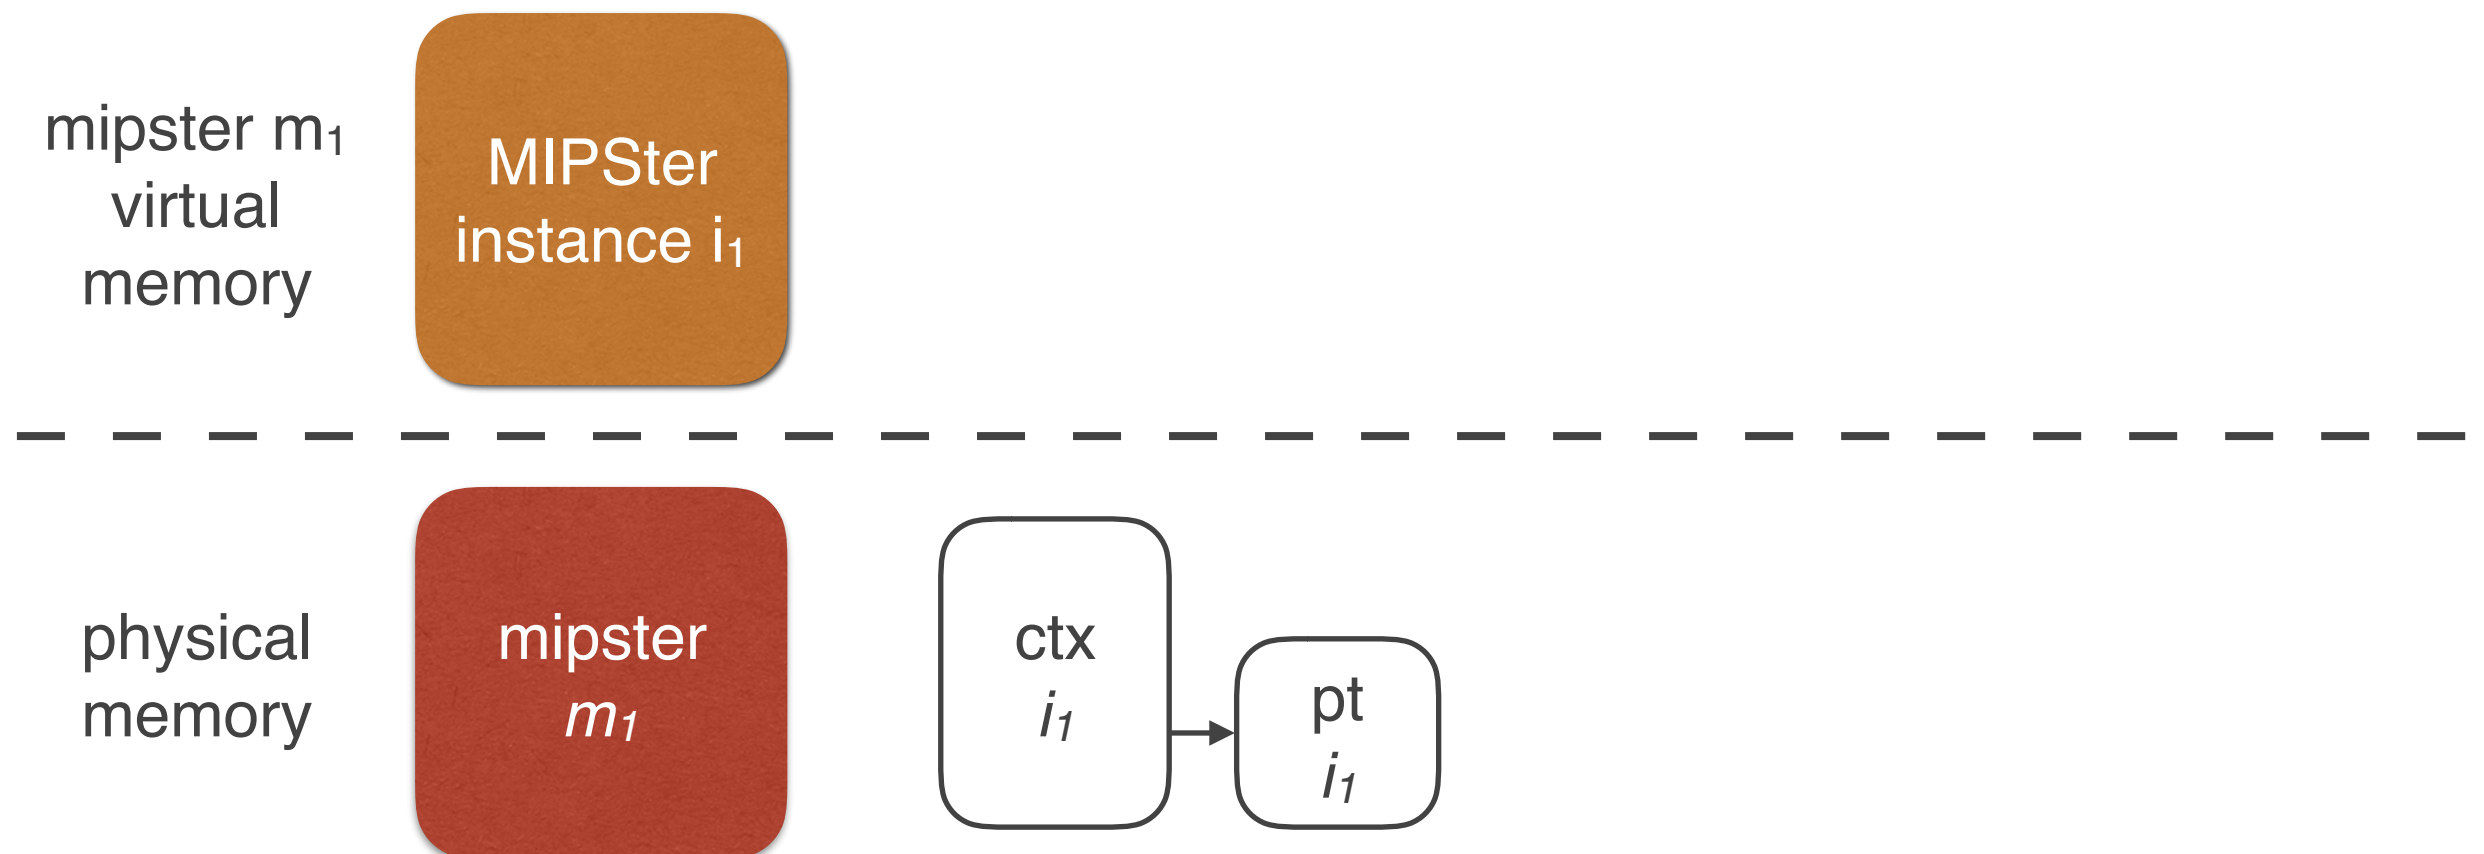 mipster m₁
virtual
memory
MIPSter
instance i₁
physical
memory
mipster
m₁
ctx
i₁
pt
i₁